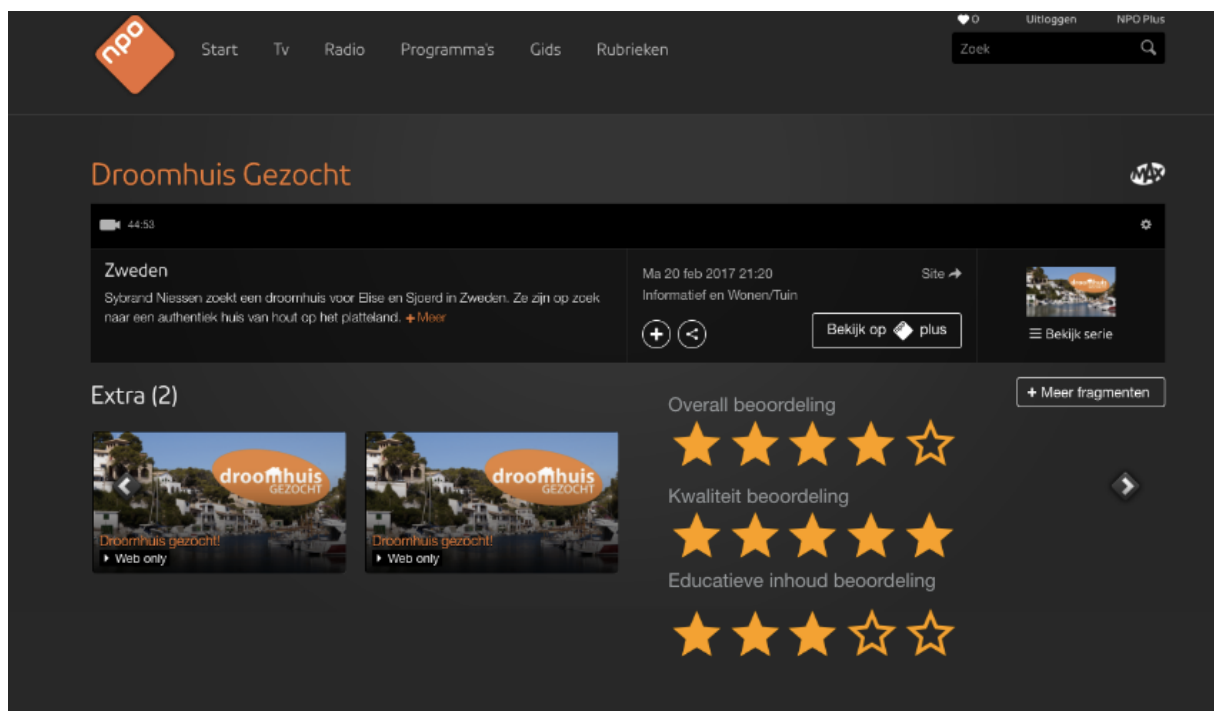 npo
Start
Tv
Radio
Programma's
Gids
Rubrieken
0
Uitloggen
NPO Plus
Zoek
Droomhuis Gezocht
MAX
44:53
Zweden
Sybrand Niessen zoekt een droomhuis voor Elise en Sjoerd in Zweden. Ze zijn op zoek
naar een authentiek huis van hout op het platteland. + Meer
Ma 20 feb 2017 21:20
Site
Informatief en Wonen/Tuin
Bekijk op plus
Bekijk serie
Extra (2)
+ Meer fragmenten
droomhuis
GEZOCHT
Droomhuis gezocht!
Web only
droomhuis
GEZOCHT
Droomhuis gezocht!
Web only
Overall beoordeling
Kwaliteit beoordeling
Educatieve inhoud beoordeling